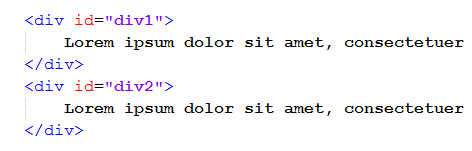 <div id="div1">
    Lorem ipsum dolor sit amet, consectetuer
</div>
<div id="div2">
    Lorem ipsum dolor sit amet, consectetuer
</div>